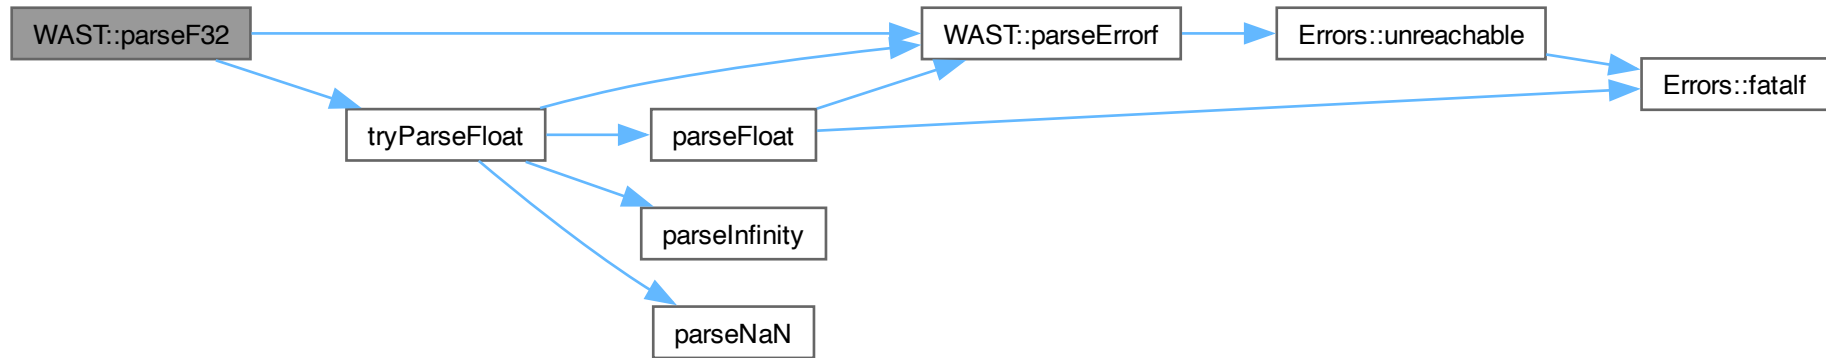 WAST::parseF32
WAST::parseErrorf
Errors::unreachable
Errors::fatalf
tryParseFloat
parseFloat
parseInfinity
parseNaN